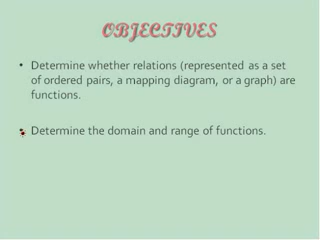 OBJECTIVES
• Determine whether relations (represented as a set
of ordered pairs, a mapping diagram, or a graph) are
functions.
• Determine the domain and range of functions.